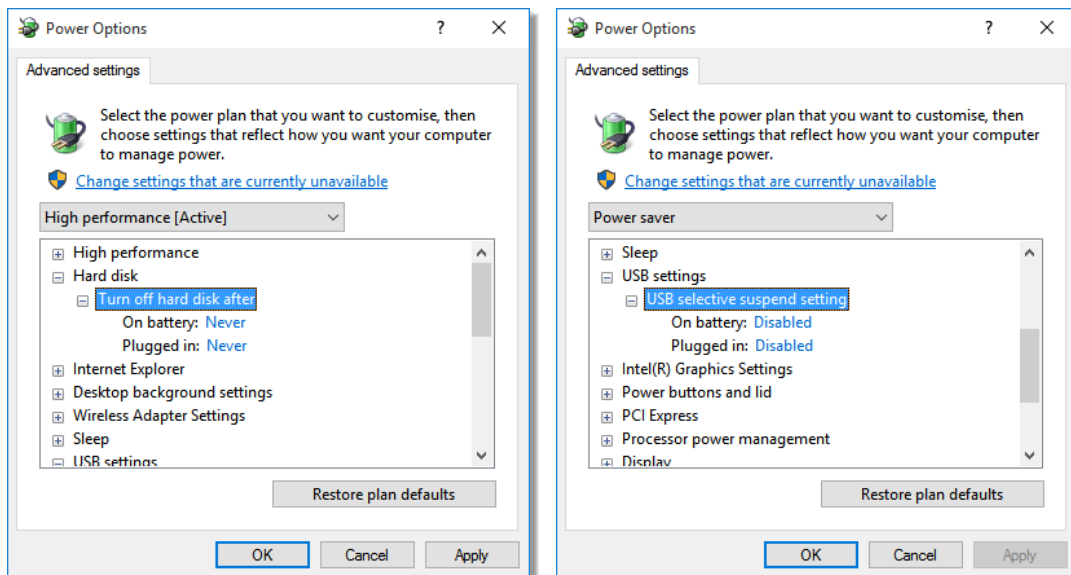 Power Options
?
Advanced settings
Select the power plan that you want to customise, then
choose settings that reflect how you want your computer
to manage power.
Change settings that are currently unavailable
High performance [Active]
High performance
Hard disk
Turn off hard disk after
On battery: Never
Plugged in: Never
Internet Explorer
Desktop background settings
Wireless Adapter Settings
Sleep
USB settings
Restore plan defaults
OK Cancel Apply
Power Options
?
Advanced settings
Select the power plan that you want to customise, then
choose settings that reflect how you want your computer
to manage power.
Change settings that are currently unavailable
Power saver
Sleep
USB settings
USB selective suspend setting
On battery: Disabled
Plugged in: Disabled
Intel(R) Graphics Settings
Power buttons and lid
PCI Express
Processor power management
Display
Restore plan defaults
OK Cancel Apply